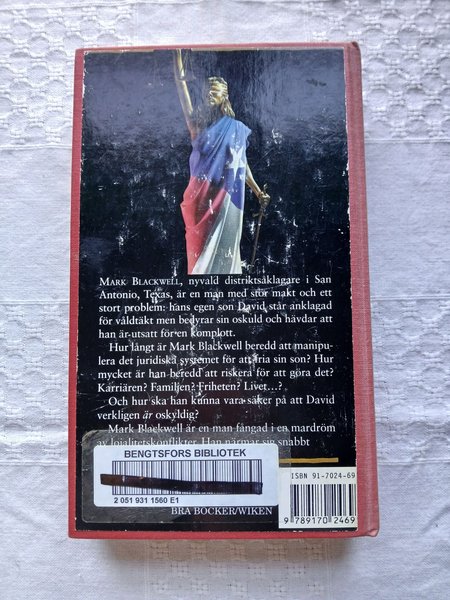 MARK BLACKWELL, nyvald distriktsåklagare i San
Antonio, Texas, är en man med stor makt och ett
stort problem: hans egen son David står anklagad
för våldtäkt men bedyrar sin oskuld och hävdar att
han är utsatt för en komplott.
Hur långt är Mark Blackwell beredd att manipu-
lera det juridiska systemet för att fria sin son? Hur
mycket är han beredd att riskera för att göra det?
Karriären? Familjen? Friheten? Livet...?
Och hur ska han kunna vara säker på att David
verkligen är oskyldig?
Mark Blackwell är en man fångad i en mardröm
av lojalitetskonflikter. Han närmar sig snabbt
BENGTSFORS BIBLIOTEK
2 051 931 1560 E1
BRA BÖCKER/WIKEN
ISBN 91-7024-69
9 789170 2469